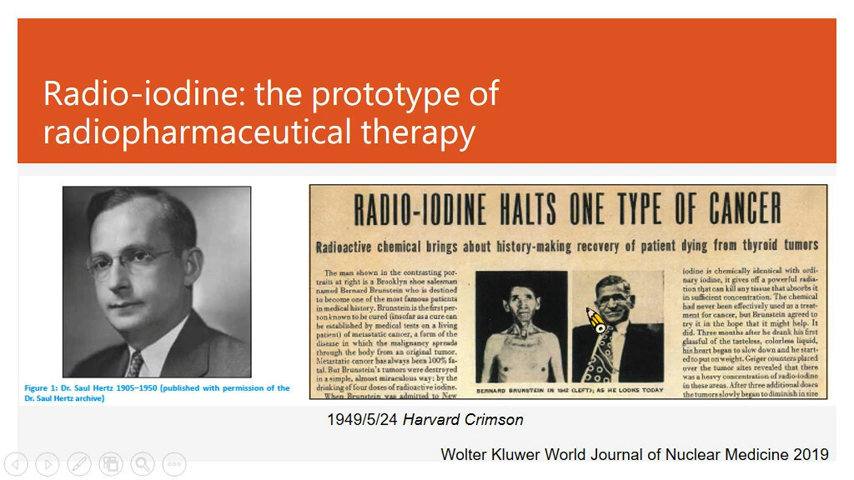 Radio-iodine: the prototype of
radiopharmaceutical therapy
Figure 1: Dr. Saul Hertz 1905–1950 (published with permission of the
Dr. Saul Hertz archive)
RADIO-IODINE HALTS ONE TYPE OF CANCER
Radioactive chemical brings about history-making recovery of patient dying from thyroid tumors
The man shown in the contrasting por-
traits at right is a Brooklyn shoe salesman
named Bernard Brunstein who is destined
to become one of the most famous patients
in medical history. Brunstein is the first per-
son known to be cured (insofar as a cure can
be established by medical tests on a living
patient) of metastatic cancer, a form of the
disease in which the malignancy spreads
through the body from an original tumor.
Metastatic cancer has always been 100% fa-
tal. But Brunstein's tumors were destroyed
in a simple, almost miraculous way: by the
drinking of four doses of radioactive iodine.
When Brunstein was admitted to New
BERNARD BRUNSTEIN IN 1942 (LEFT); AS HE LOOKS TODAY
iodine is chemically identical with ordi-
nary iodine, it gives off a powerful radia-
tion that can kill any tissue that absorbs it
in sufficient concentration. The chemical
had never been effectively used as a treat-
ment for cancer, but Brunstein agreed to
try it in the hope that it might help. It
did. Three months after he drank his first
glassful of the tasteless, colorless liquid,
his heart began to slow down and he start-
ed to put on weight. Geiger counters placed
over the tumor sites revealed that there
was a heavy concentration of radio-iodine
in these areas. After three additional doses
the tumors slowly began to diminish in size
1949/5/24 Harvard Crimson
Wolter Kluwer World Journal of Nuclear Medicine 2019